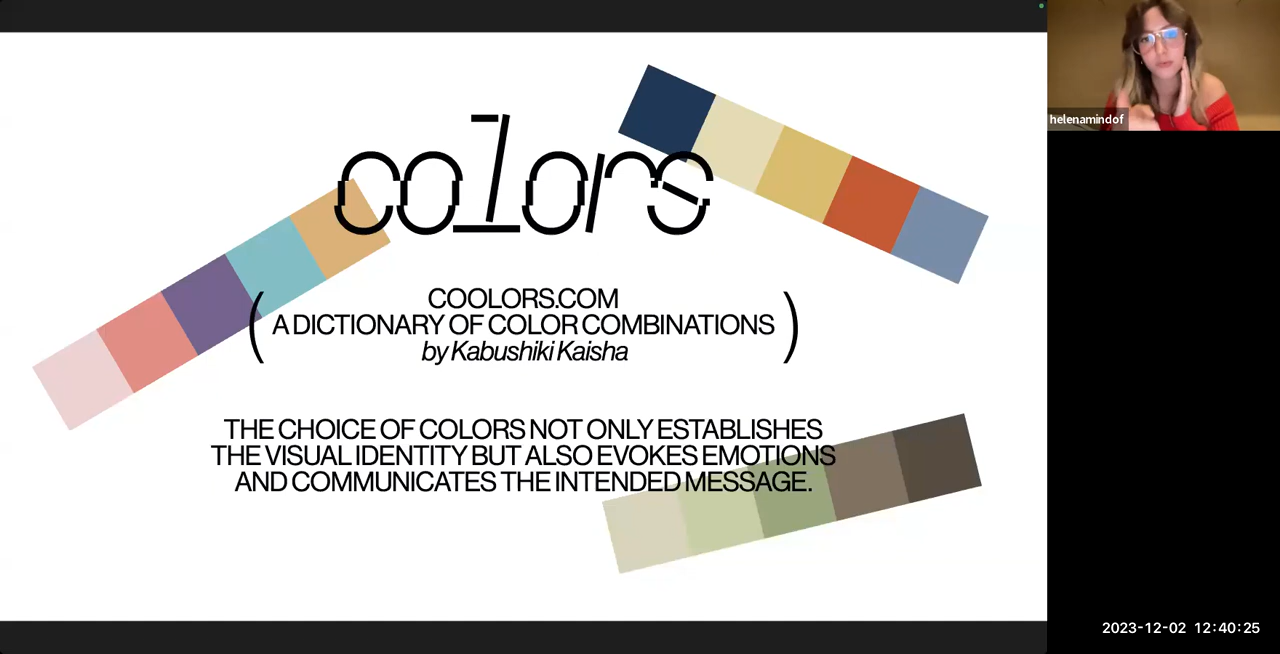 colors
COOLORS.COM
( A DICTIONARY OF COLOR COMBINATIONS )
by Kabushiki Kaisha
THE CHOICE OF COLORS NOT ONLY ESTABLISHES
THE VISUAL IDENTITY BUT ALSO EVOKES EMOTIONS
AND COMMUNICATES THE INTENDED MESSAGE.
helenamindof
2023-12-02 12:40:25